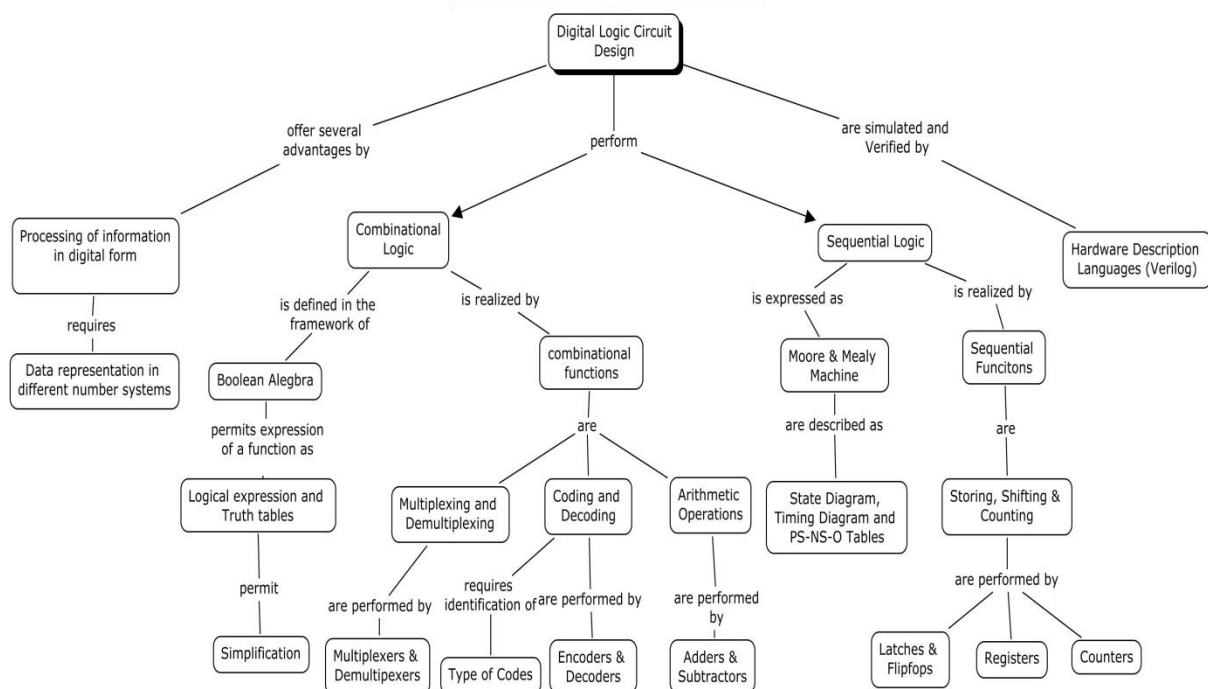 Digital Logic Circuit
Design
offer several
advantages by
perform
are simulated and
Verified by
Processing of information
in digital form
Combinational
Logic
Sequential Logic
Hardware Description
Languages (Verilog)
requires
is defined in the
framework of
is realized by
is expressed as
is realized by
Data representation in
different number systems
Boolean Alegbra
combinational
functions
Moore & Mealy
Machine
Sequential
Funcitons
permits expression
of a function as
are
are described as
are
Logical expression and
Truth tables
Multiplexing and
Demultiplexing
Coding and
Decoding
Arithmetic
Operations
State Diagram,
Timing Diagram and
PS-NS-O Tables
Storing, Shifting &
Counting
permit
are performed by
requires
identification of
are performed by
are performed
by
are performed by
Simplification
Multiplexers &
Demultipexers
Type of Codes
Encoders &
Decoders
Adders &
Subtractors
Latches &
Flipfops
Registers
Counters